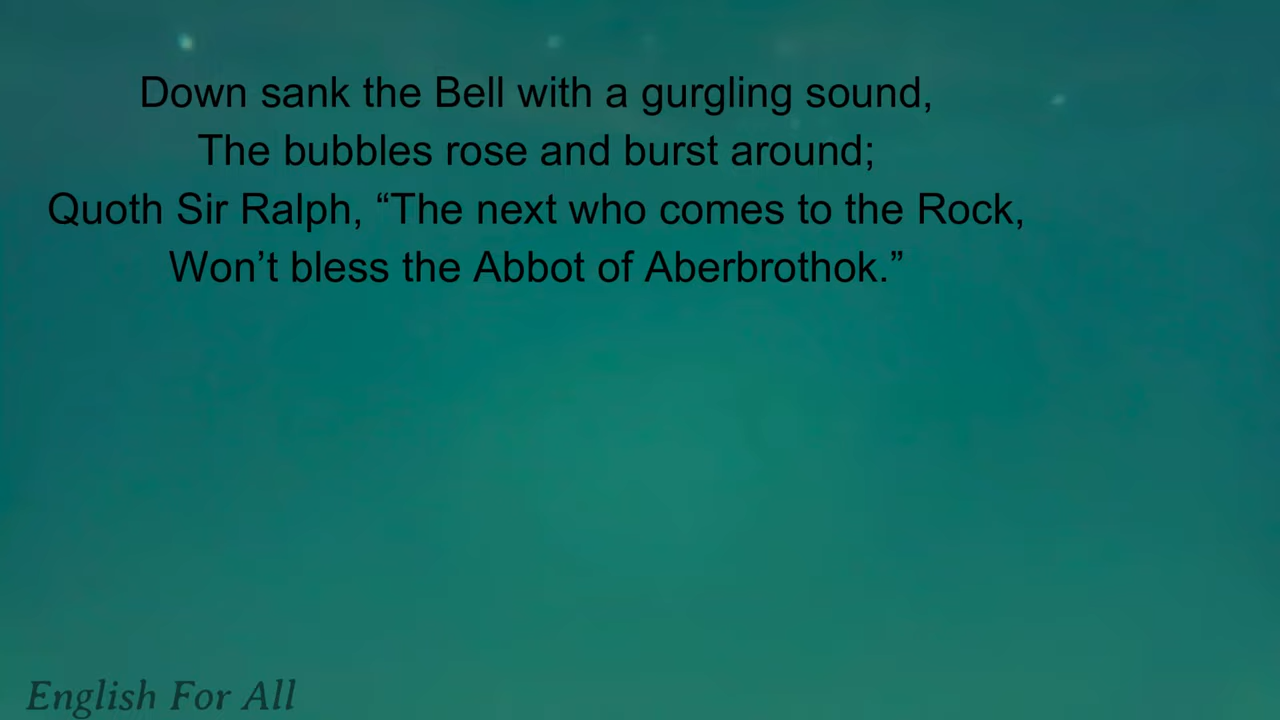 Down sank the Bell with a gurgling sound,
The bubbles rose and burst around;
Quoth Sir Ralph, “The next who comes to the Rock,
Won’t bless the Abbot of Aberbrothok.”
English For All